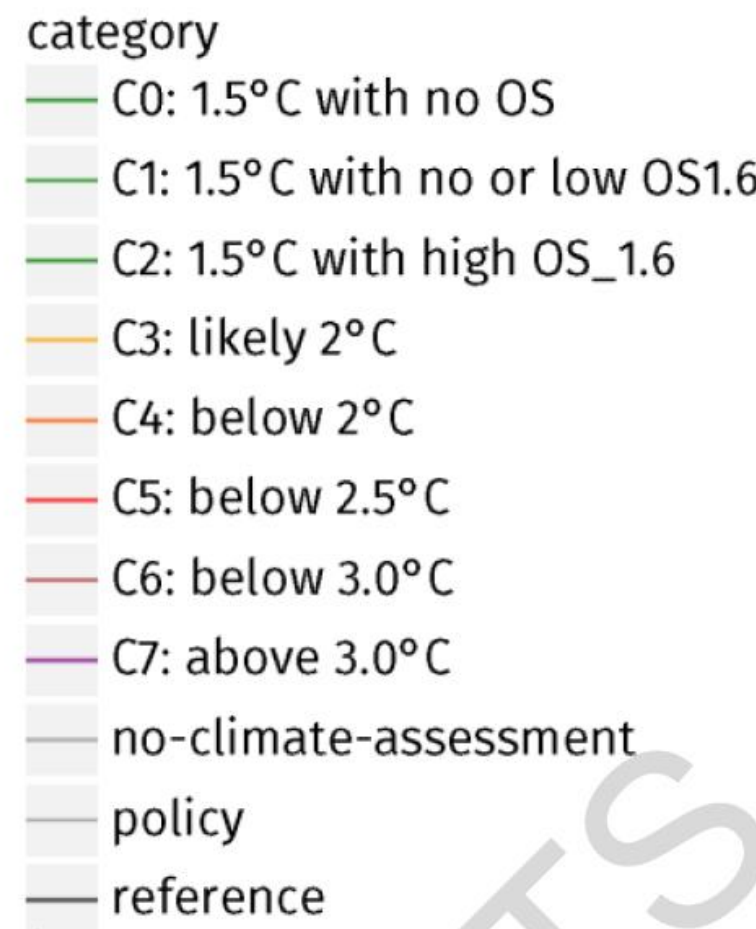 category
C0: 1.5°C with no OS
C1: 1.5°C with no or low OS1.6
C2: 1.5°C with high OS_1.6
C3: likely 2°C
C4: below 2°C
C5: below 2.5°C
C6: below 3.0°C
C7: above 3.0°C
no-climate-assessment
policy
reference
TS